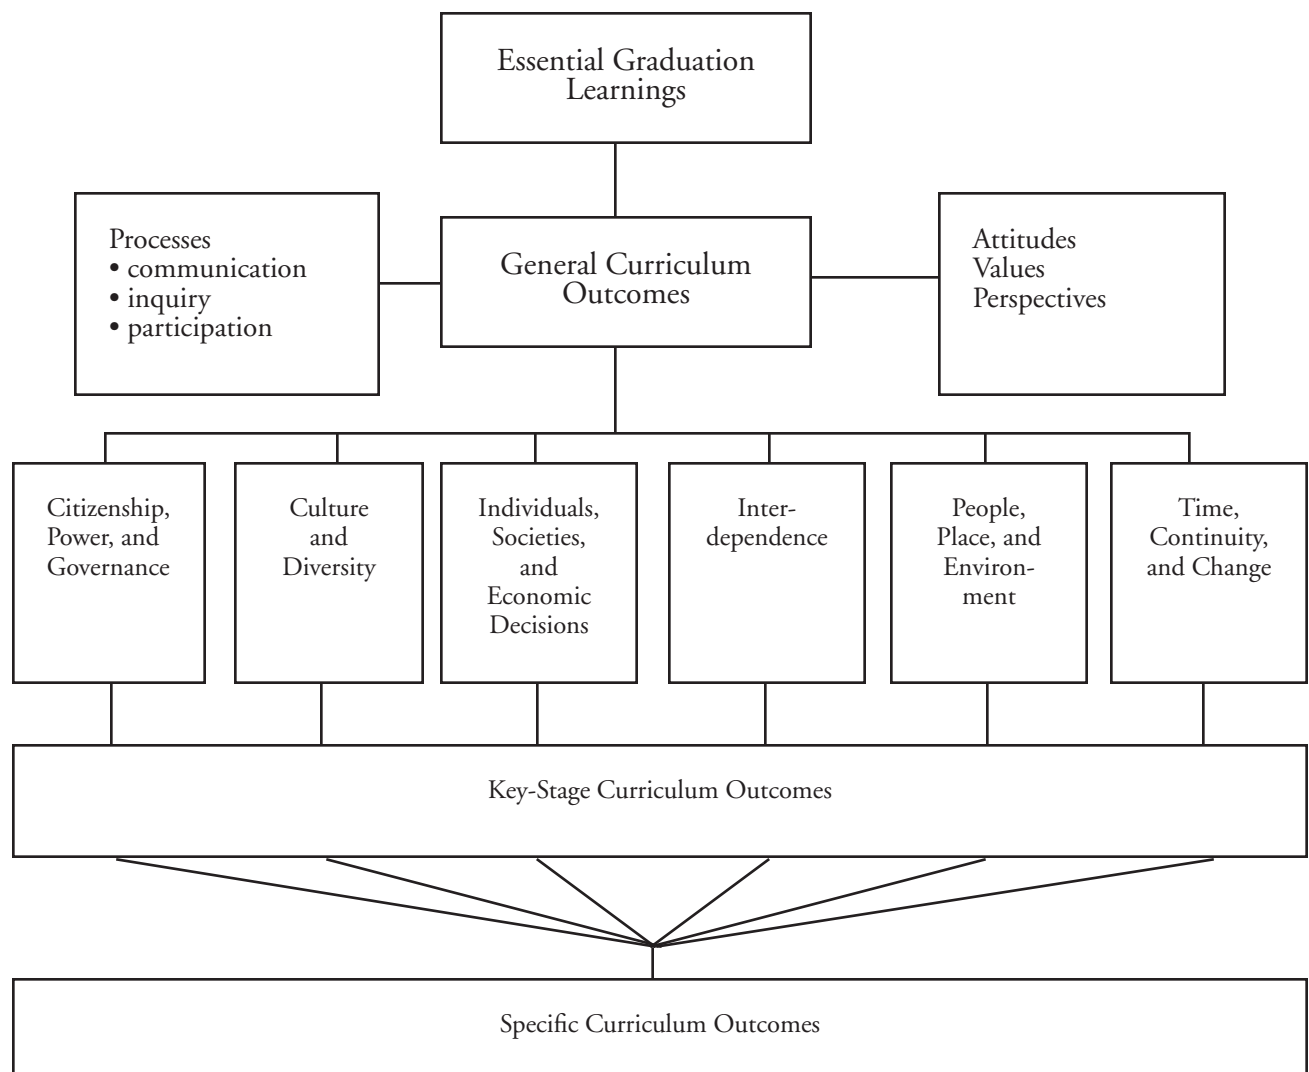 Essential Graduation
Learnings
Processes
• communication
• inquiry
• participation
General Curriculum
Outcomes
Attitudes
Values
Perspectives
Citizenship,
Power, and
Governance
Culture
and
Diversity
Individuals,
Societies,
and
Economic
Decisions
Inter-
dependence
People,
Place, and
Environ-
ment
Time,
Continuity,
and Change
Key-Stage Curriculum Outcomes
Specific Curriculum Outcomes